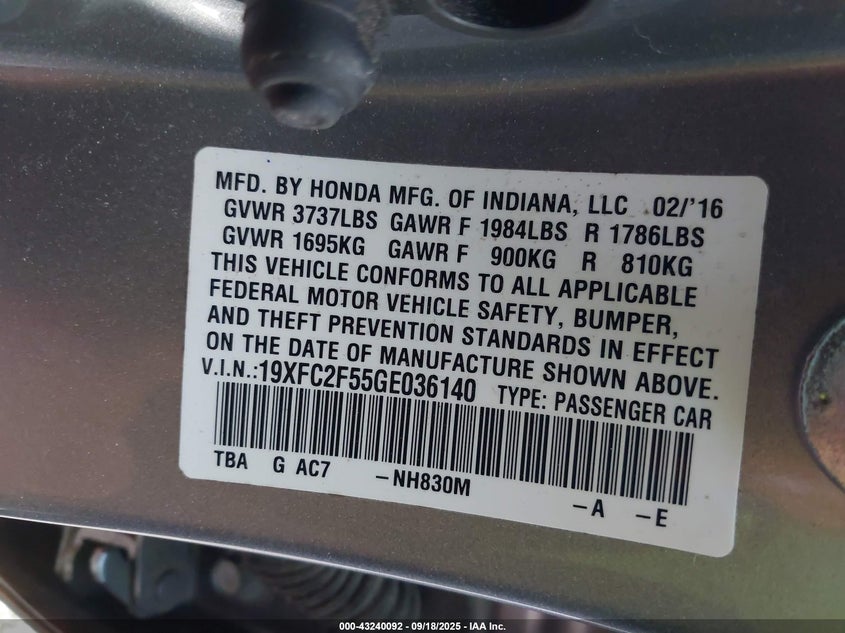 MFD. BY HONDA MFG. OF INDIANA, LLC 02/'16
GVWR 3737LBS GAWR F 1984LBS R 1786LBS
GVWR 1695KG GAWR F 900KG R 810KG
THIS VEHICLE CONFORMS TO ALL APPLICABLE
FEDERAL MOTOR VEHICLE SAFETY, BUMPER,
AND THEFT PREVENTION STANDARDS IN EFFECT
ON THE DATE OF MANUFACTURE SHOWN ABOVE.
V.I.N.:19XFC2F55GE036140 TYPE: PASSENGER CAR
TBA G AC7 -NH830M -A -E
000-43240092 - 09/18/2025 - IAA Inc.